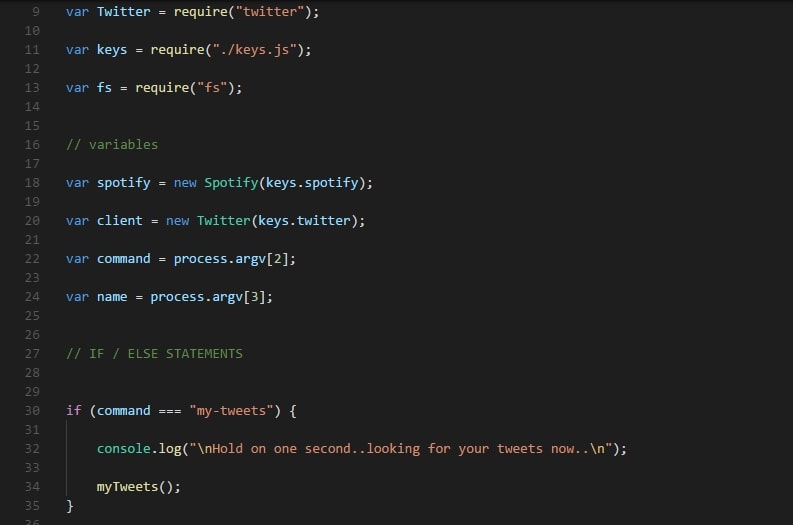 9 var Twitter = require("twitter");
10
11 var keys = require("./keys.js");
12
13 var fs = require("fs");
14
15
16 // variables
17
18 var spotify = new Spotify(keys.spotify);
19
20 var client = new Twitter(keys.twitter);
21
22 var command = process.argv[2];
23
24 var name = process.argv[3];
25
26
27 // IF / ELSE STATEMENTS
28
29
30 if (command === "my-tweets") {
31
32     console.log("\nHold on one second..looking for your tweets now..\n");
33
34     myTweets();
35 }
36